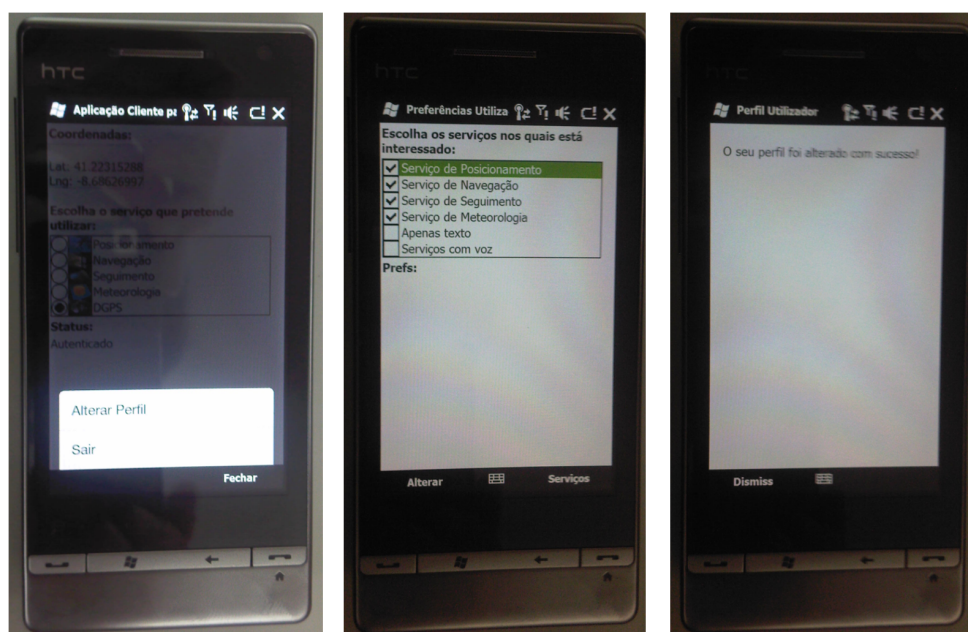 hTC
Aplicação Cliente pa
Coordenadas:
Lat: 41.22315288
Lng: -8.68626997
Escolha o serviço que pretende
utilizar:
Posicionamento
Navegação
Seguimento
Meteorologia
DGPS
Status:
Autenticado
Alterar Perfil
Sair
Fechar
hTC
Preferências Utiliza
Escolha os serviços nos quais está
interessado:
Serviço de Posicionamento
Serviço de Navegação
Serviço de Seguimento
Serviço de Meteorologia
Apenas texto
Serviços com voz
Prefs:
Alterar
Serviços
hTC
Perfil Utilizador
O seu perfil foi alterado com sucesso!
Dismiss